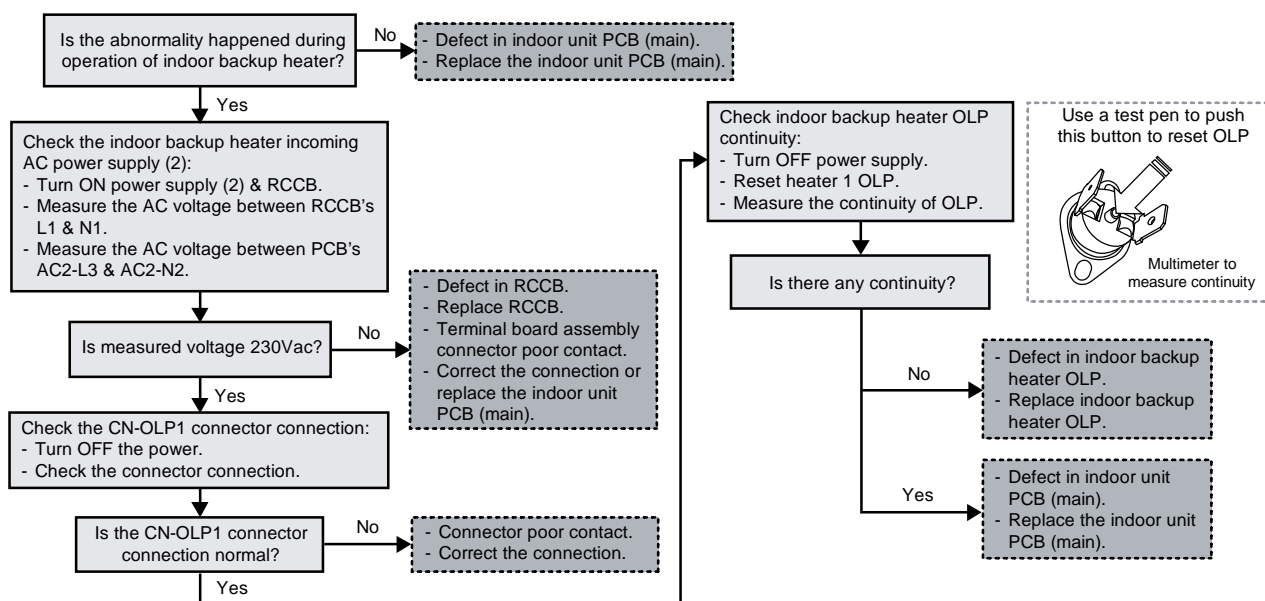 Is the abnormality happened during
operation of indoor backup heater?
No
- Defect in indoor unit PCB (main).
- Replace the indoor unit PCB (main).
Yes
Check the indoor backup heater incoming
AC power supply (2):
- Turn ON power supply (2) & RCCB.
- Measure the AC voltage between RCCB's
L1 & N1.
- Measure the AC voltage between PCB's
AC2-L3 & AC2-N2.
Is measured voltage 230Vac?
No
- Defect in RCCB.
- Replace RCCB.
- Terminal board assembly
connector poor contact.
- Correct the connection or
replace the indoor unit
PCB (main).
Yes
Check the CN-OLP1 connector connection:
- Turn OFF the power.
- Check the connector connection.
Is the CN-OLP1 connector
connection normal?
No
- Connector poor contact.
- Correct the connection.
Yes
Check indoor backup heater OLP
continuity:
- Turn OFF power supply.
- Reset heater 1 OLP.
- Measure the continuity of OLP.
Use a test pen to push
this button to reset OLP
Multimeter to
measure continuity
Is there any continuity?
No
- Defect in indoor backup
heater OLP.
- Replace indoor backup
heater OLP.
Yes
- Defect in indoor unit
PCB (main).
- Replace the indoor unit
PCB (main).